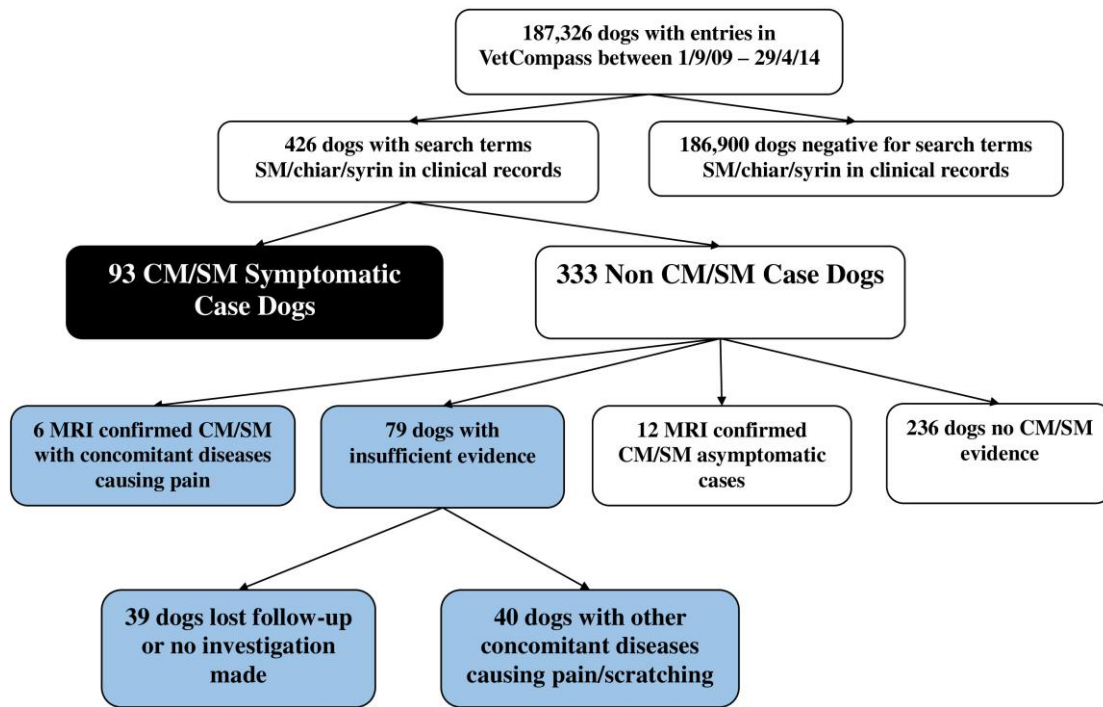 187,326 dogs with entries in
VetCompass between 1/9/09 – 29/4/14
426 dogs with search terms
SM/chiar/syrin in clinical records
186,900 dogs negative for search terms
SM/chiar/syrin in clinical records
93 CM/SM Symptomatic
Case Dogs
333 Non CM/SM Case Dogs
6 MRI confirmed CM/SM
with concomitant diseases
causing pain
79 dogs with
insufficient evidence
12 MRI confirmed
CM/SM asymptomatic
cases
236 dogs no CM/SM
evidence
39 dogs lost follow-up
or no investigation
made
40 dogs with other
concomitant diseases
causing pain/scratching